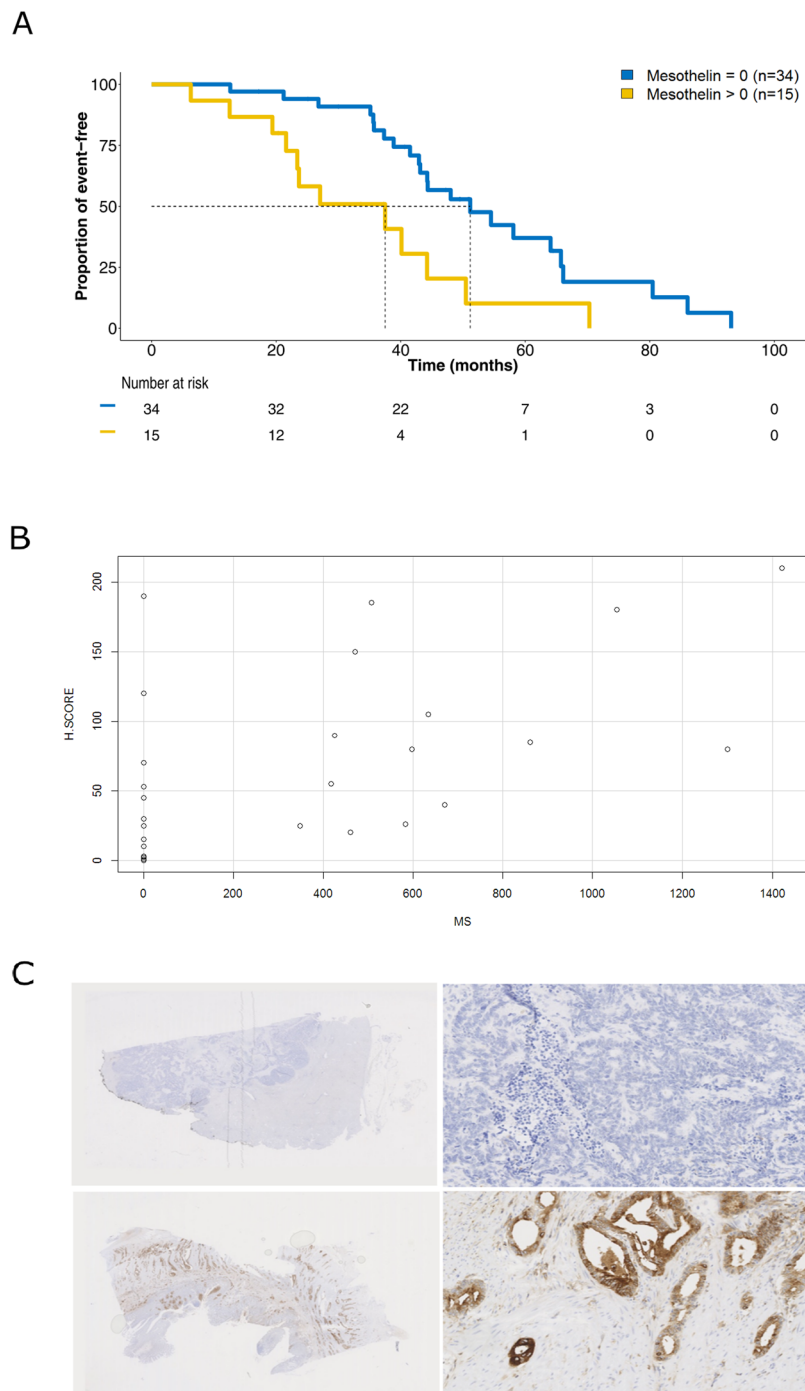 A
Mesothelin = 0 (n=34)
Mesothelin > 0 (n=15)
Proportion of event−free
100
75
50
25
0
0 20 40 60 80 100
Time (months)
Number at risk
34 32 22 7 3 0
15 12 4 1 0 0
B
H.SCORE
200
150
100
50
0
0 200 400 600 800 1000 1200 1400
MS
C